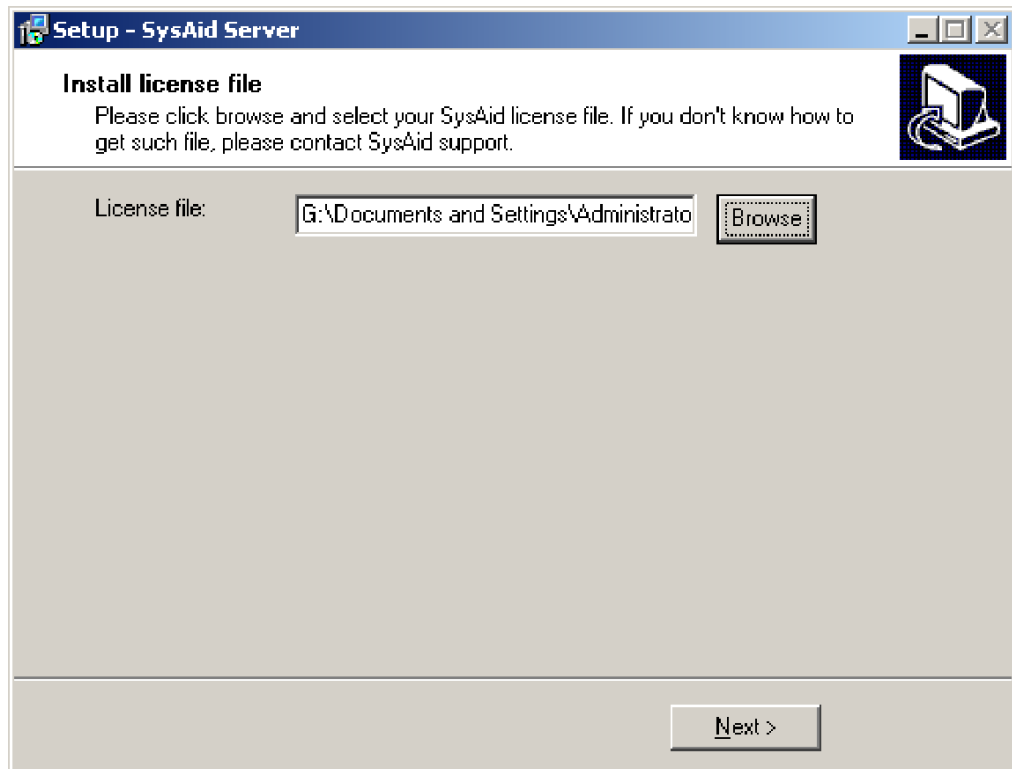 Setup - SysAid Server
Install license file
Please click browse and select your SysAid license file. If you don't know how to
get such file, please contact SysAid support.
License file:
G:\Documents and Settings\Administrato
Browse
Next >